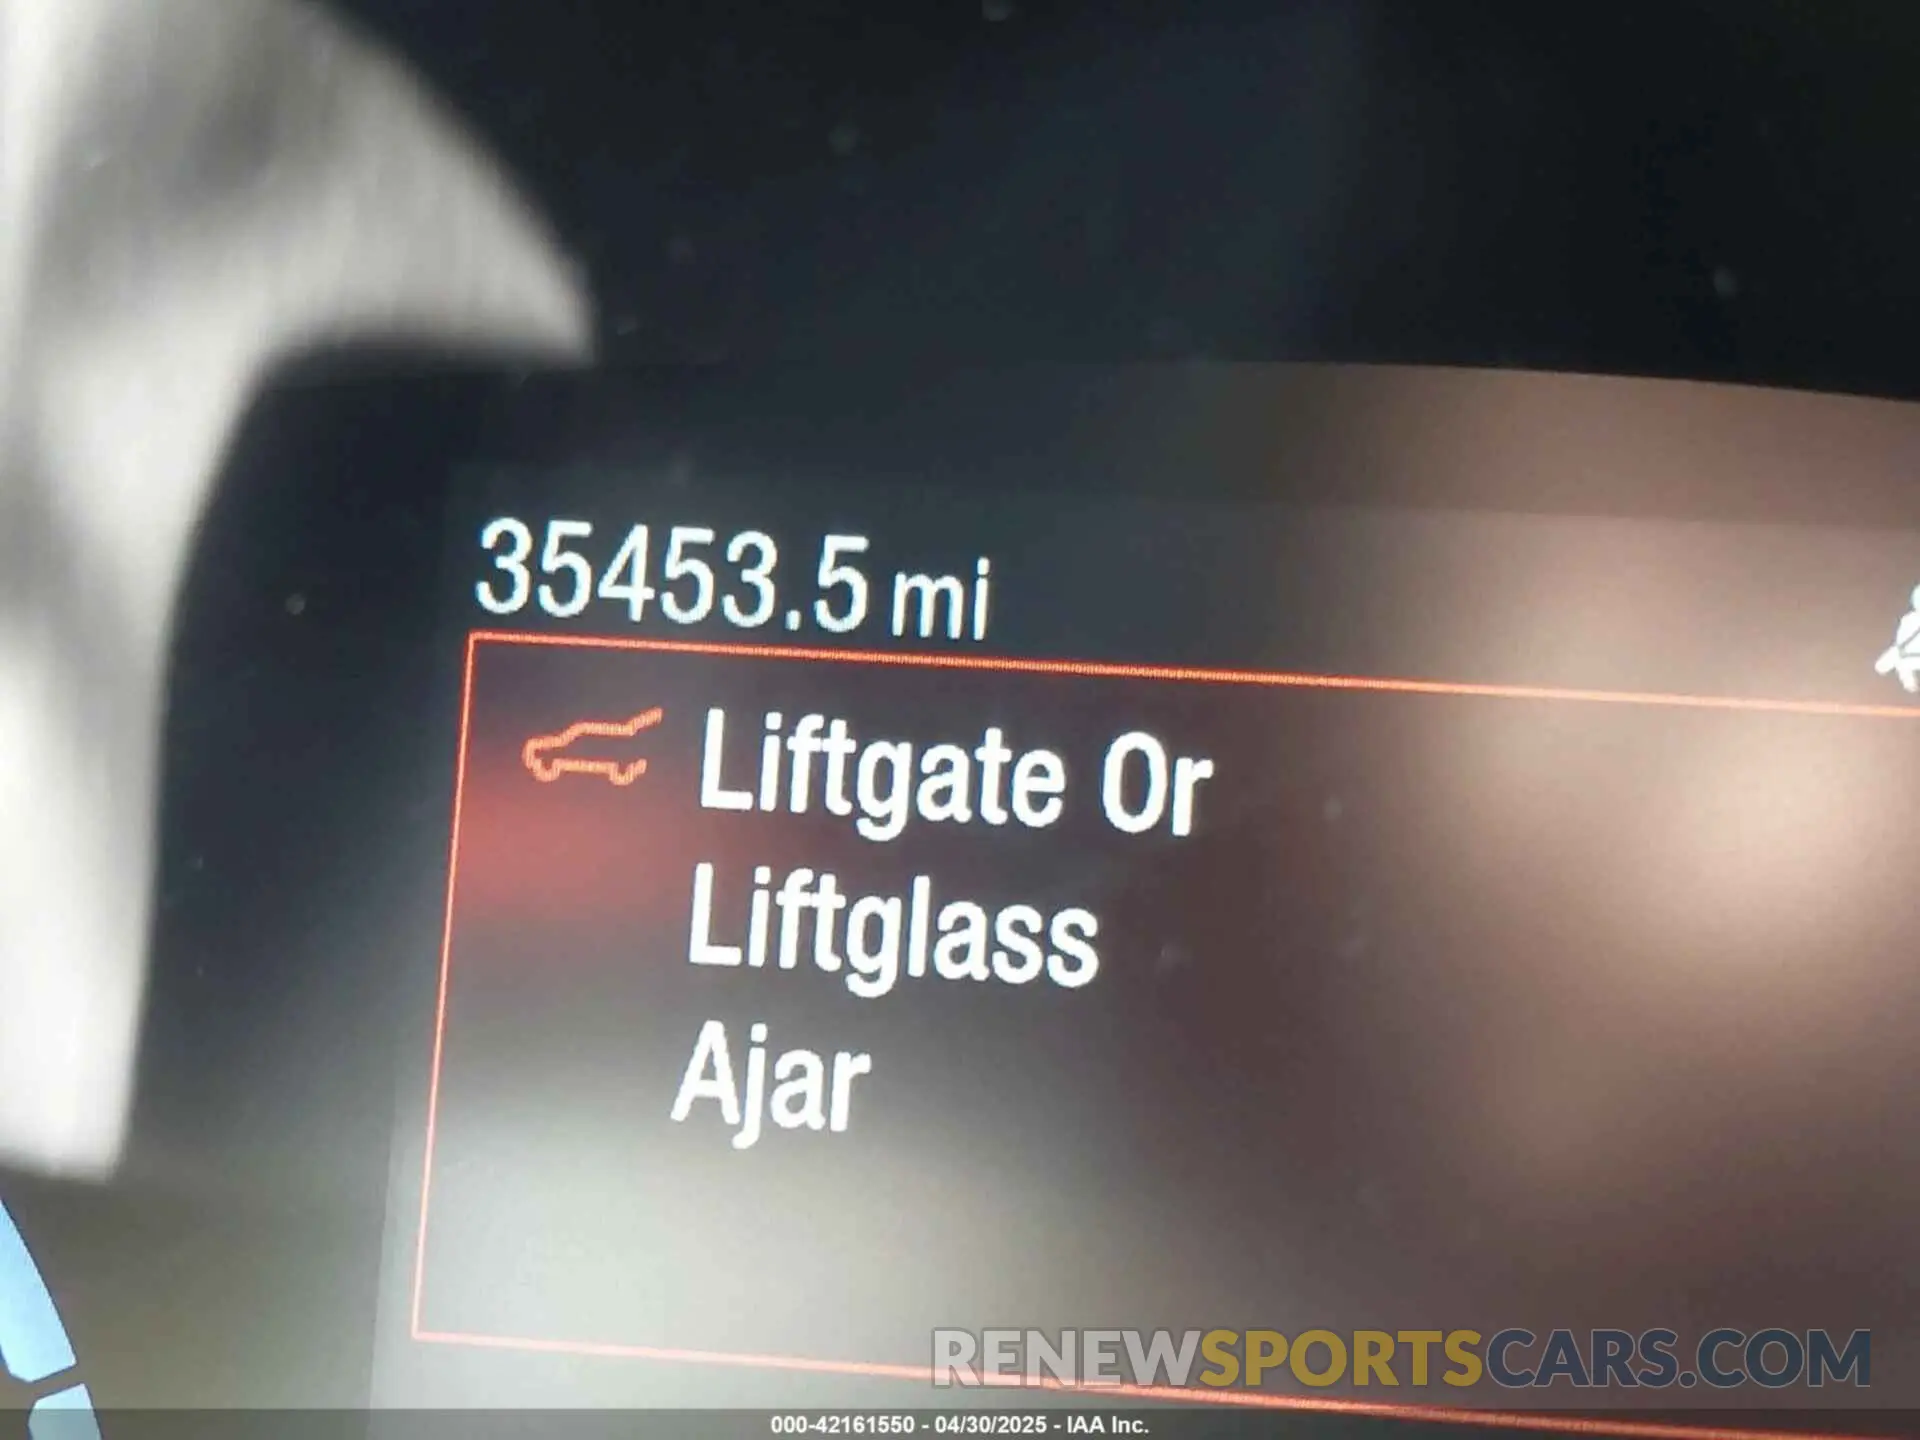 35453.5 mi
Liftgate Or
Liftglass
Ajar
RENEWSPORTSCARS.COM
000-42161550 - 04/30/2025 - IAA Inc.